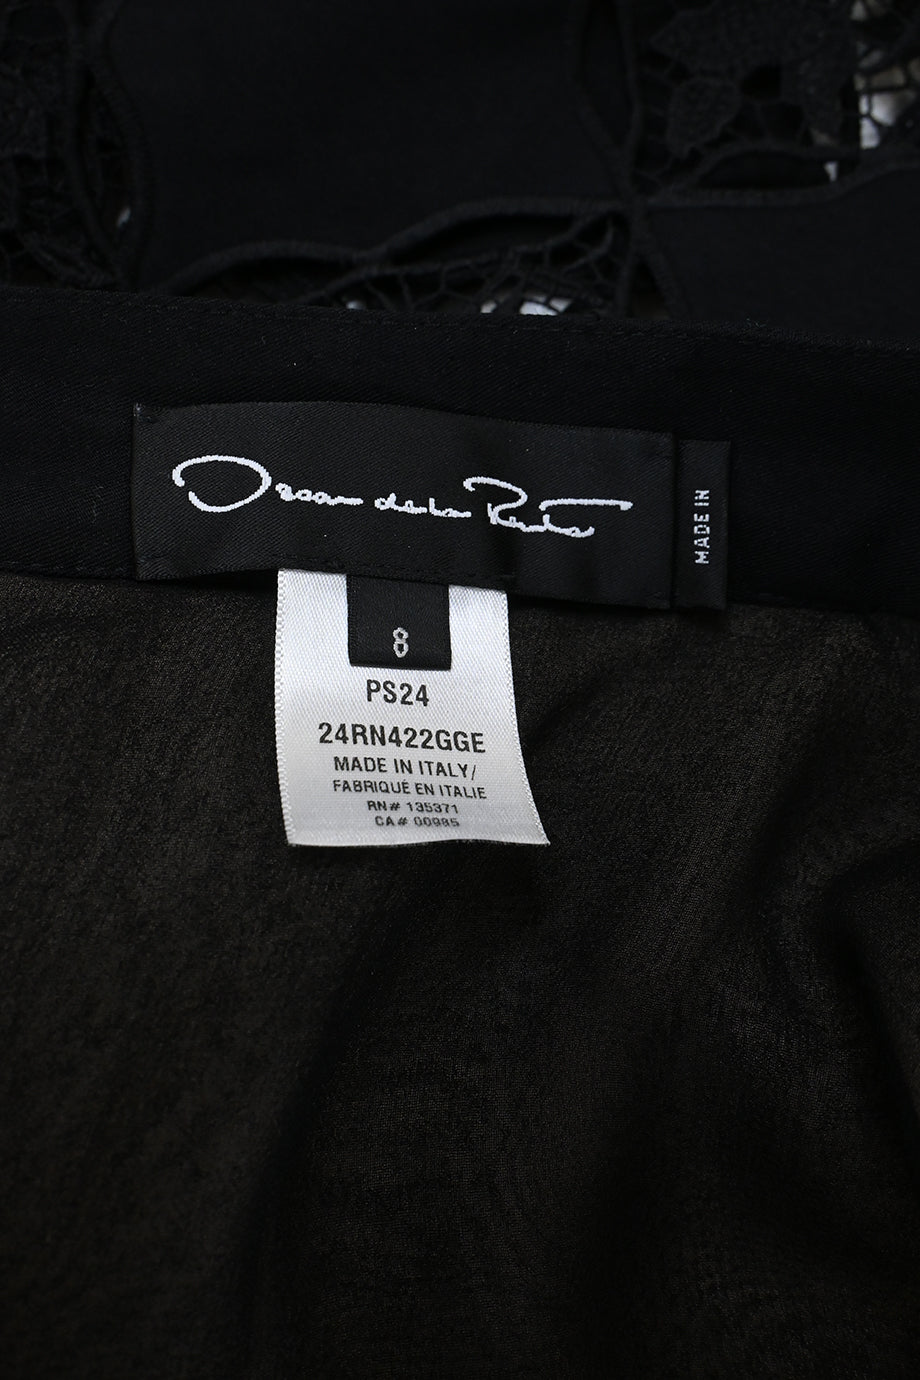 Oscar de la Renta
MADE IN
8
PS24
24RN422GGE
MADE IN ITALY/
FABRIQUÉ EN ITALIE
RN# 135371
CA# 00985